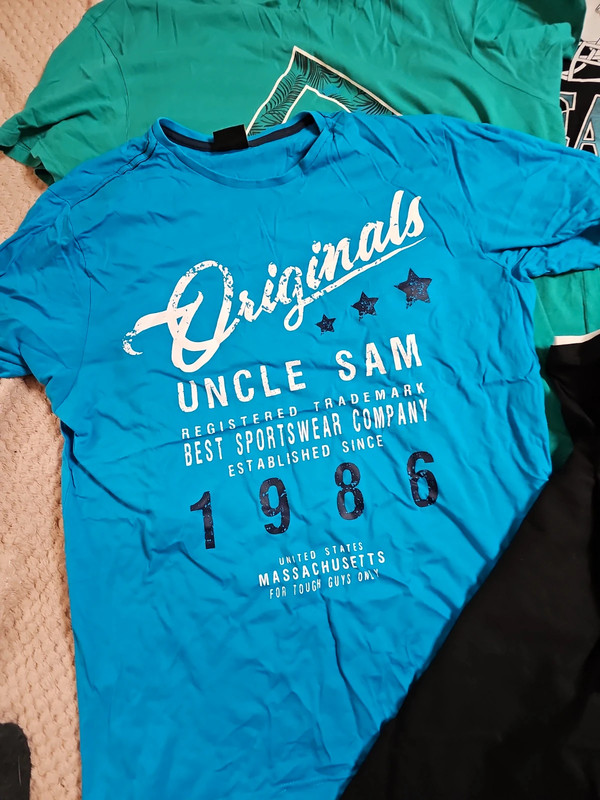 Originals
UNCLE SAM
REGISTERED TRADEMARK
BEST SPORTSWEAR COMPANY
ESTABLISHED SINCE
1986
UNITED STATES
MASSACHUSETTS
FOR TOUGH GUYS ONLY